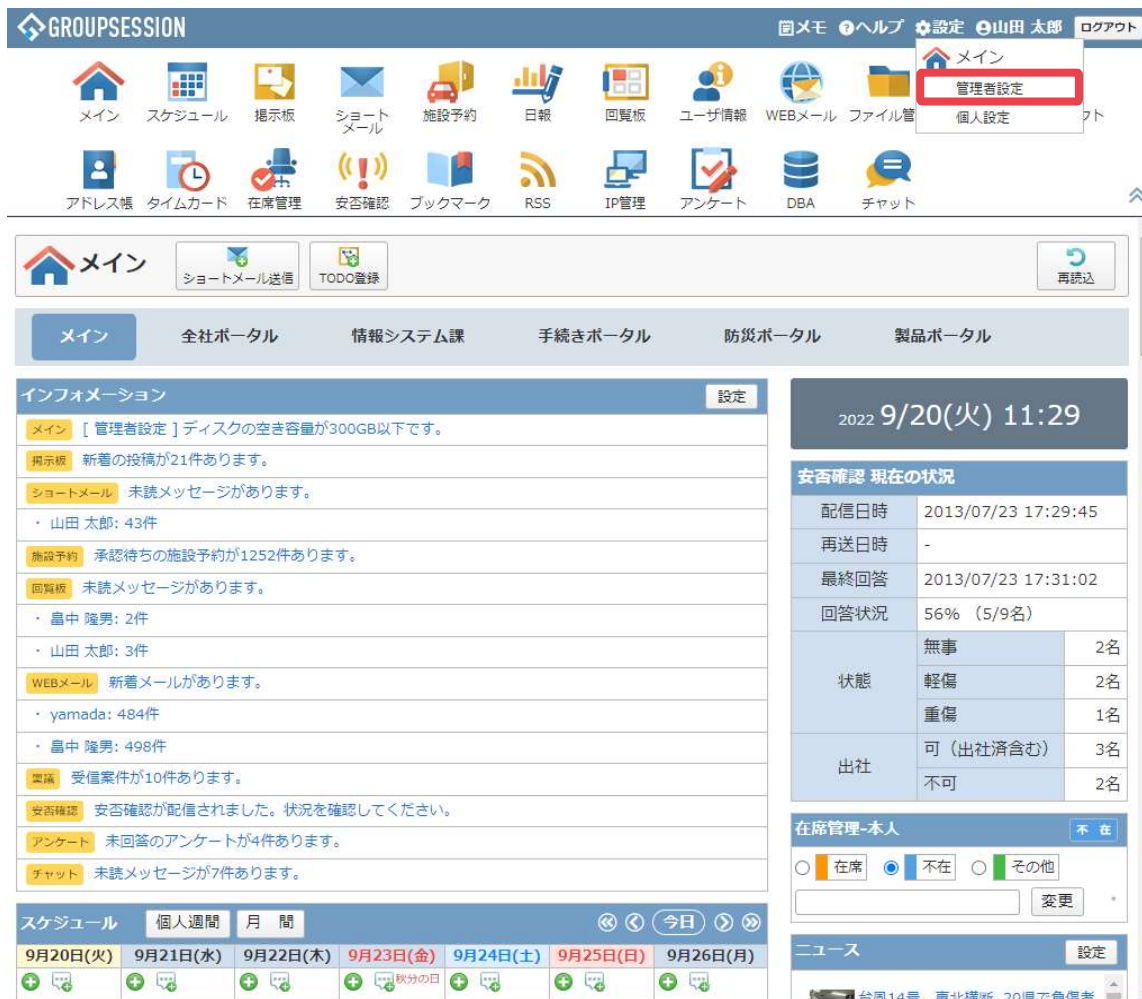 GROUPSESSION
メモ ヘルプ 設定 山田 太郎 ログアウト
メイン
管理者設定
個人設定
メイン スケジュール 掲示板 ショートメール 施設予約 日報 回覧板 ユーザ情報 WEBメール ファイル管 ウト
アドレス帳 タイムカード 在席管理 安否確認 ブックマーク RSS IP管理 アンケート DBA チャット
メイン ショートメール送信 TODO登録 再読込
メイン 全社ポータル 情報システム課 手続きポータル 防災ポータル 製品ポータル
インフォメーション 設定
メイン [ 管理者設定 ] ディスクの空き容量が300GB以下です。
掲示板 新着の投稿が21件あります。
ショートメール 未読メッセージがあります。
・ 山田 太郎: 43件
施設予約 承認待ちの施設予約が1252件あります。
回覧板 未読メッセージがあります。
・ 畠中 隆男: 2件
・ 山田 太郎: 3件
WEBメール 新着メールがあります。
・ yamada: 484件
・ 畠中 隆男: 498件
稟議 受信案件が10件あります。
安否確認 安否確認が配信されました。状況を確認してください。
アンケート 未回答のアンケートが4件あります。
チャット 未読メッセージが7件あります。
スケジュール 個人週間 月 間 今日
9月20日(火) 9月21日(水) 9月22日(木) 9月23日(金) 9月24日(土) 9月25日(日) 9月26日(月)
秋分の日
2022 9/20(火) 11:29
安否確認 現在の状況
配信日時 2013/07/23 17:29:45
再送日時 -
最終回答 2013/07/23 17:31:02
回答状況 56% (5/9名)
状態 無事 2名
軽傷 2名
重傷 1名
出社 可(出社済含む) 3名
不可 2名
在席管理-本人 不 在
在席 不在 その他
変更
ニュース 設定
台風14号 東北横断 20県で負傷者